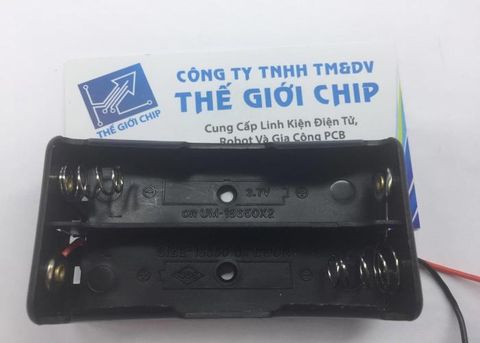 CÔNG TY TNHH TM&DV
THẾ GIỚI CHIP
THẾ GIỚI CHIP
Cung Cấp Linh Kiện Điện Tử,
Robot Và Gia Công PCB
3.7V
OR UM-18650X2